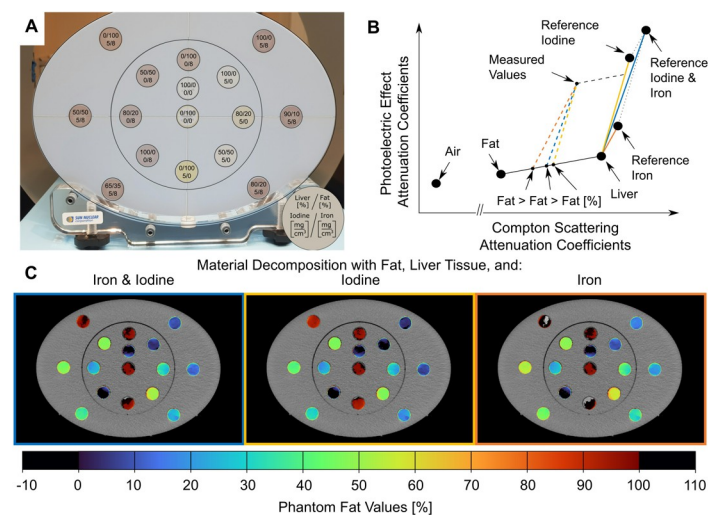 A
0/100
5/8
100/0
5/8
0/100
0/8
50/50
0/8
100/0
5/0
100/0
0/0
50/50
5/8
80/20
0/8
0/100
0/0
80/20
5/0
90/10
5/8
100/0
0/8
50/50
5/0
0/100
5/0
65/35
5/8
80/20
5/8
SUN NUCLEAR
Liver / Fat
[%] [%]
Iodine / Iron
[mg/cm³] / [mg/cm³]
B
Photoelectric Effect
Attenuation Coefficients
Reference
Iodine
Measured
Values
Reference
Iodine &
Iron
Air
Fat
Reference
Iron
Liver
Fat > Fat > Fat [%]
//
Compton Scattering
Attenuation Coefficients
C
Material Decomposition with Fat, Liver Tissue, and:
Iron & Iodine
Iodine
Iron
-10 0 10 20 30 40 50 60 70 80 90 100 110
Phantom Fat Values [%]